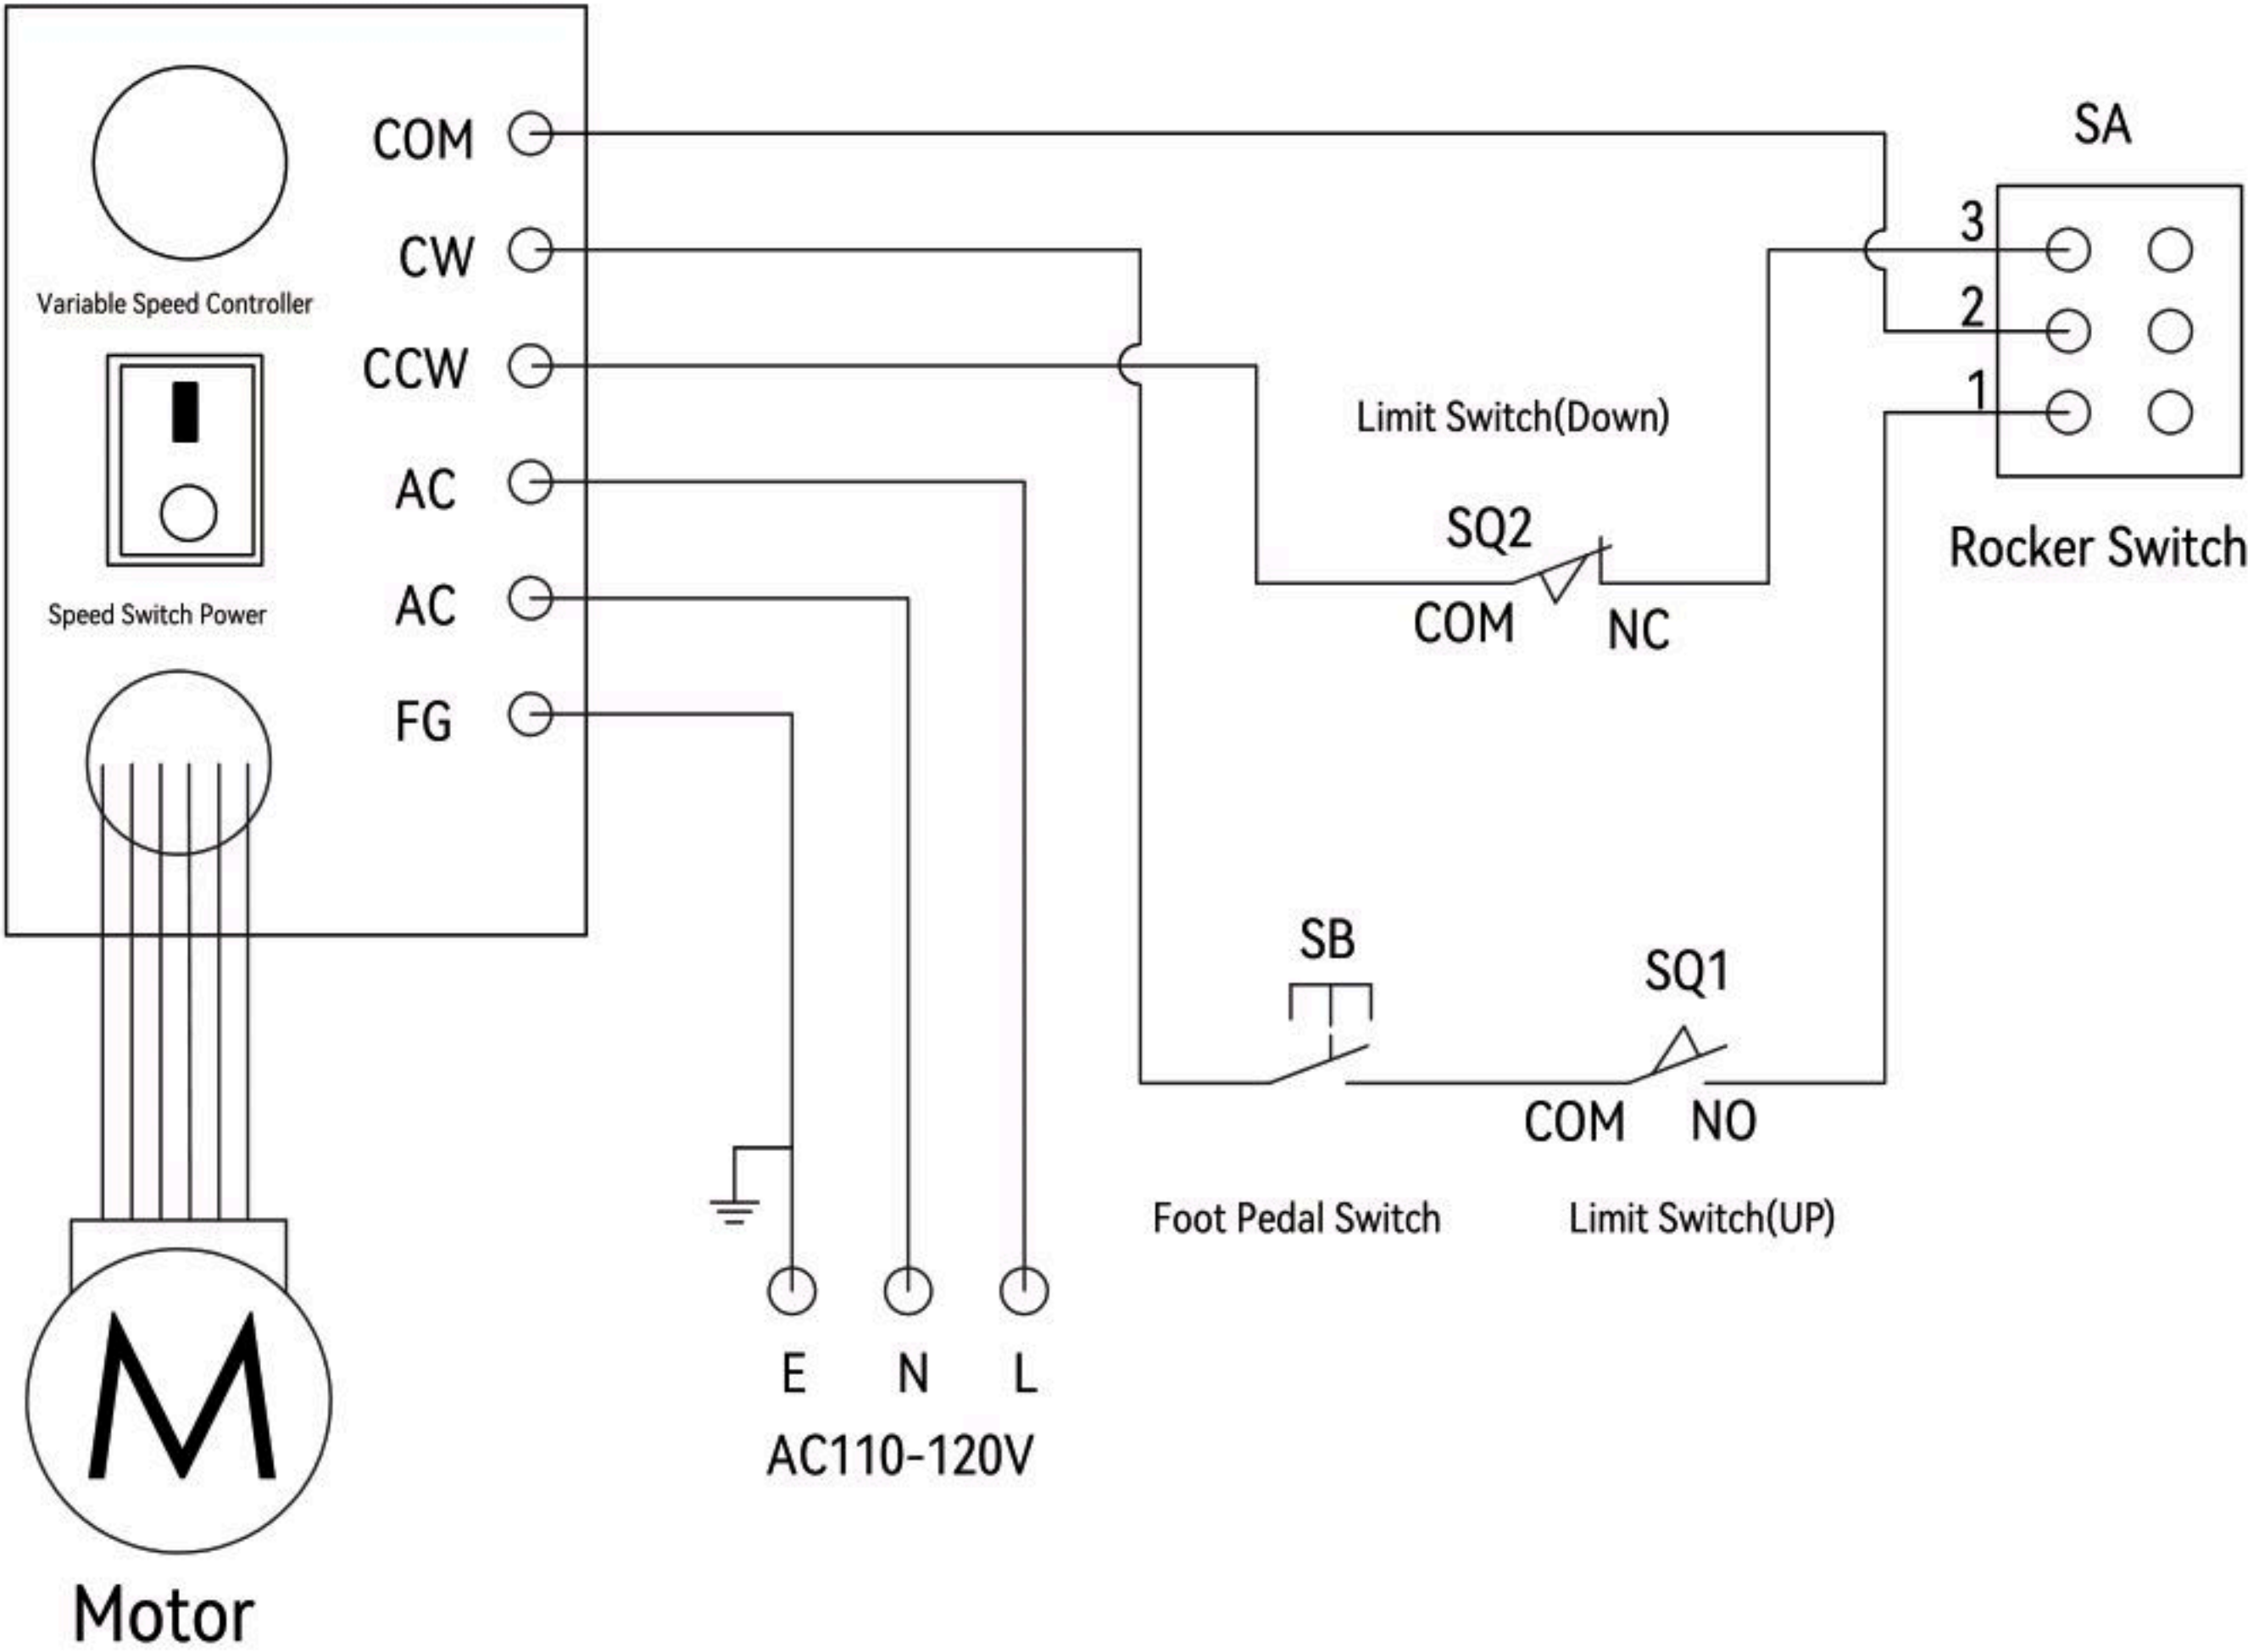 COM
CW
CCW
AC
AC
FG
Variable Speed Controller
Speed Switch Power
M
Motor
E N L
AC110-120V
Limit Switch(Down)
SQ2
COM NC
SA
3
2
1
Rocker Switch
SB
SQ1
COM NO
Foot Pedal Switch
Limit Switch(UP)